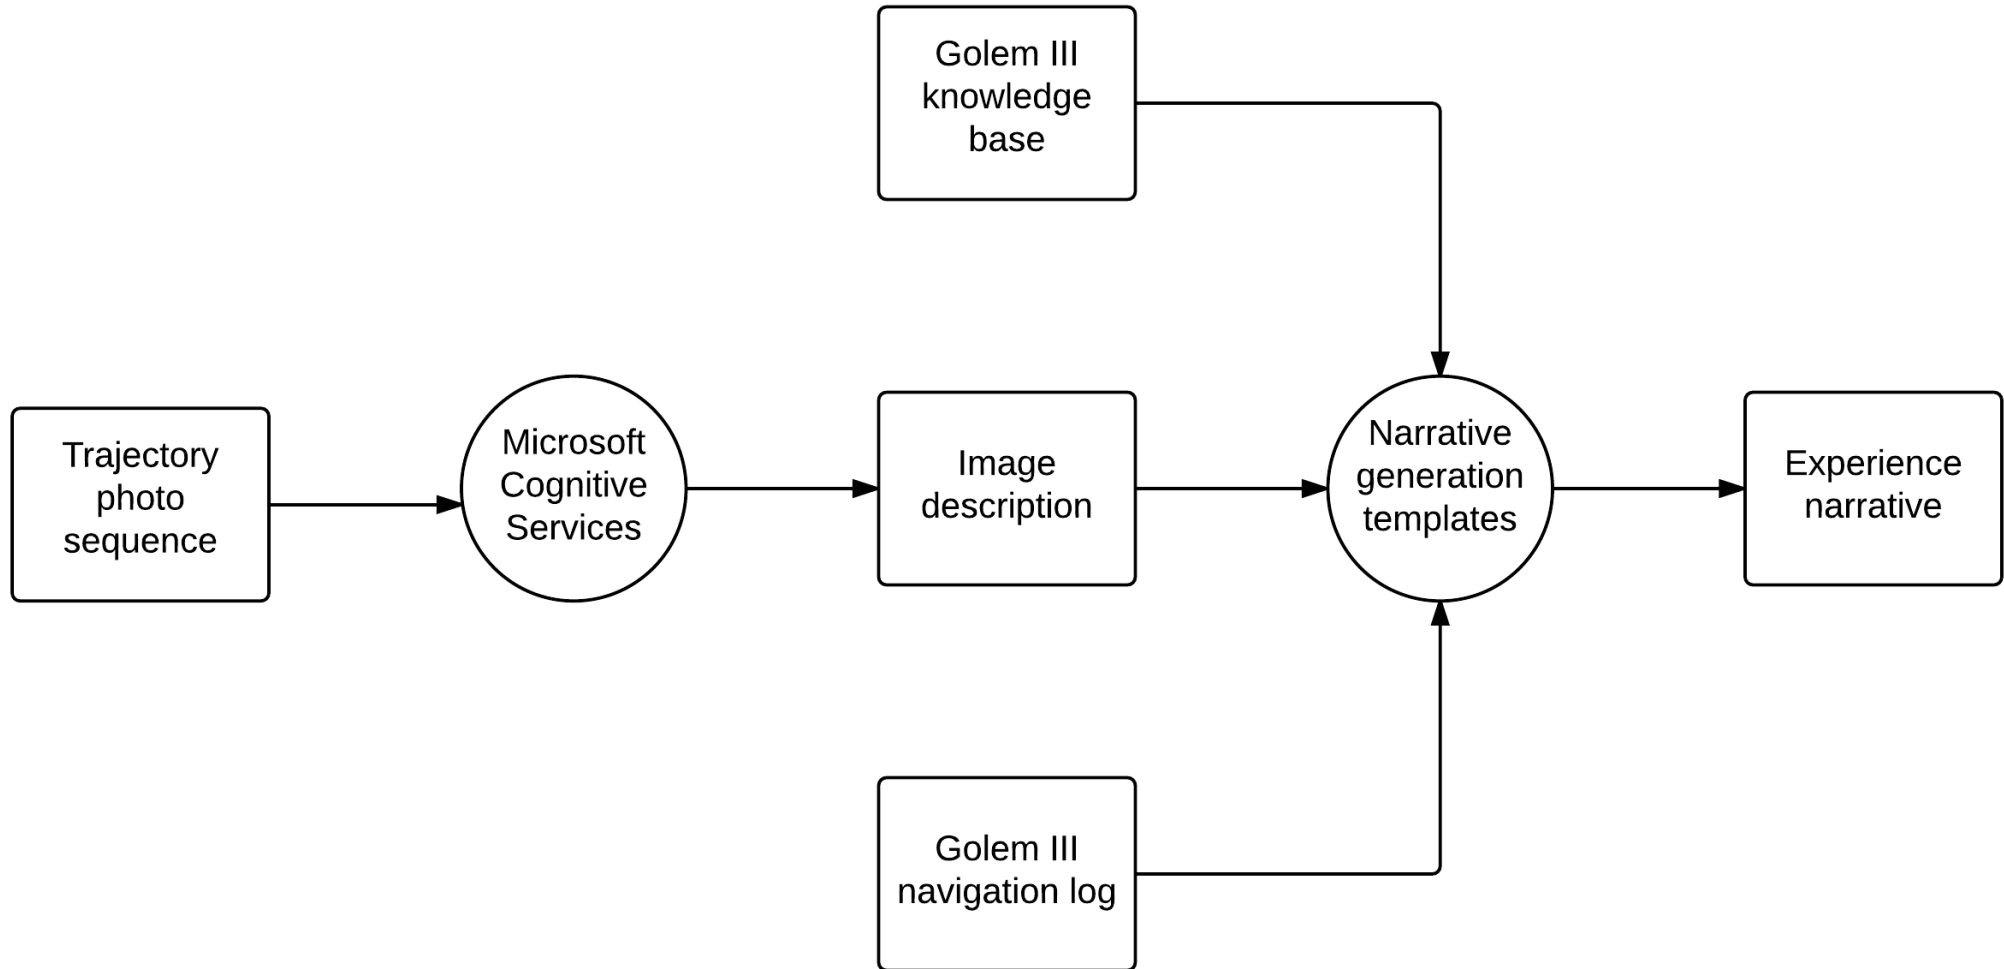 Golem III
knowledge
base
Trajectory
photo
sequence
Microsoft
Cognitive
Services
Image
description
Narrative
generation
templates
Experience
narrative
Golem III
navigation log